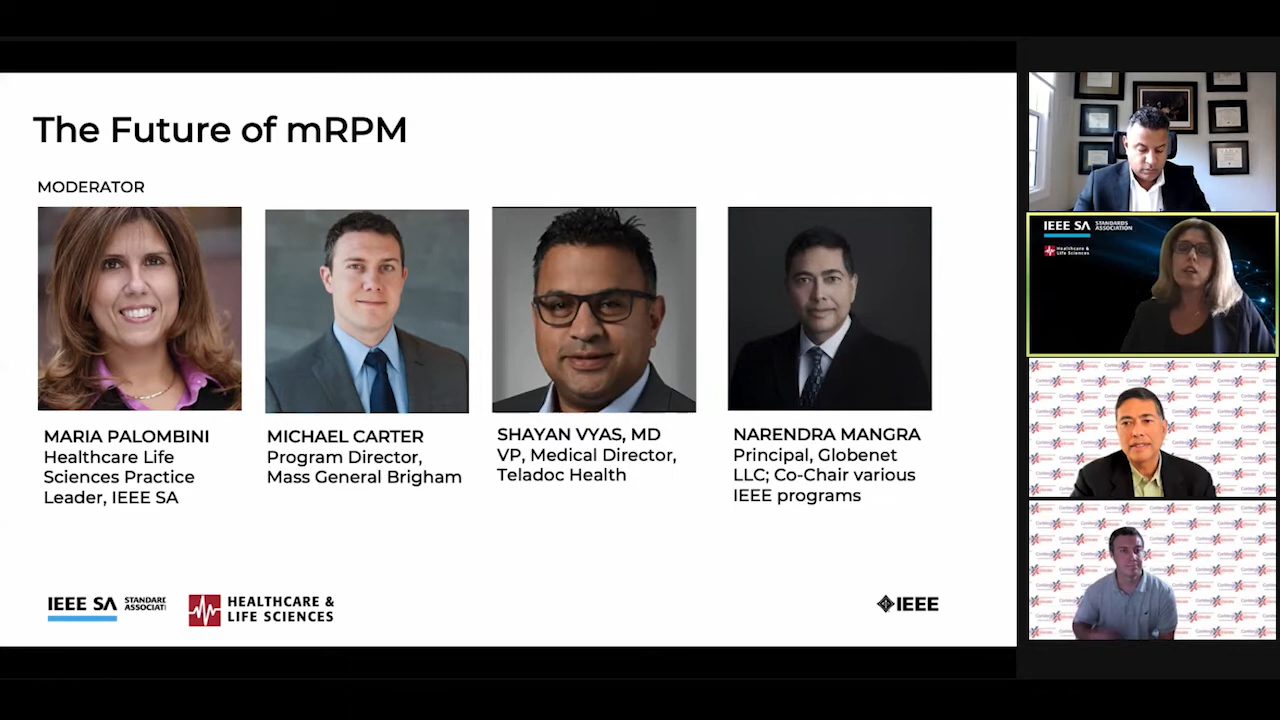 The Future of mRPM
MODERATOR
MARIA PALOMBINI
Healthcare Life
Sciences Practice
Leader, IEEE SA
MICHAEL CARTER
Program Director,
Mass General Brigham
SHAYAN VYAS, MD
VP, Medical Director,
Teladoc Health
NARENDRA MANGRA
Principal, Globenet
LLC; Co-Chair various
IEEE programs
IEEE SA
STANDARD
ASSOCIATI
HEALTHCARE &
LIFE SCIENCES
IEEE
IEEE SA
STANDARDS
ASSOCIATION
Healthcare &
Life Sciences